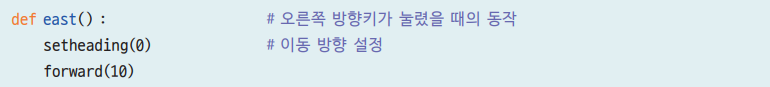 def east() :                    # 오른쪽 방향키가 눌렸을 때의 동작
    setheading(0)               # 이동 방향 설정
    forward(10)